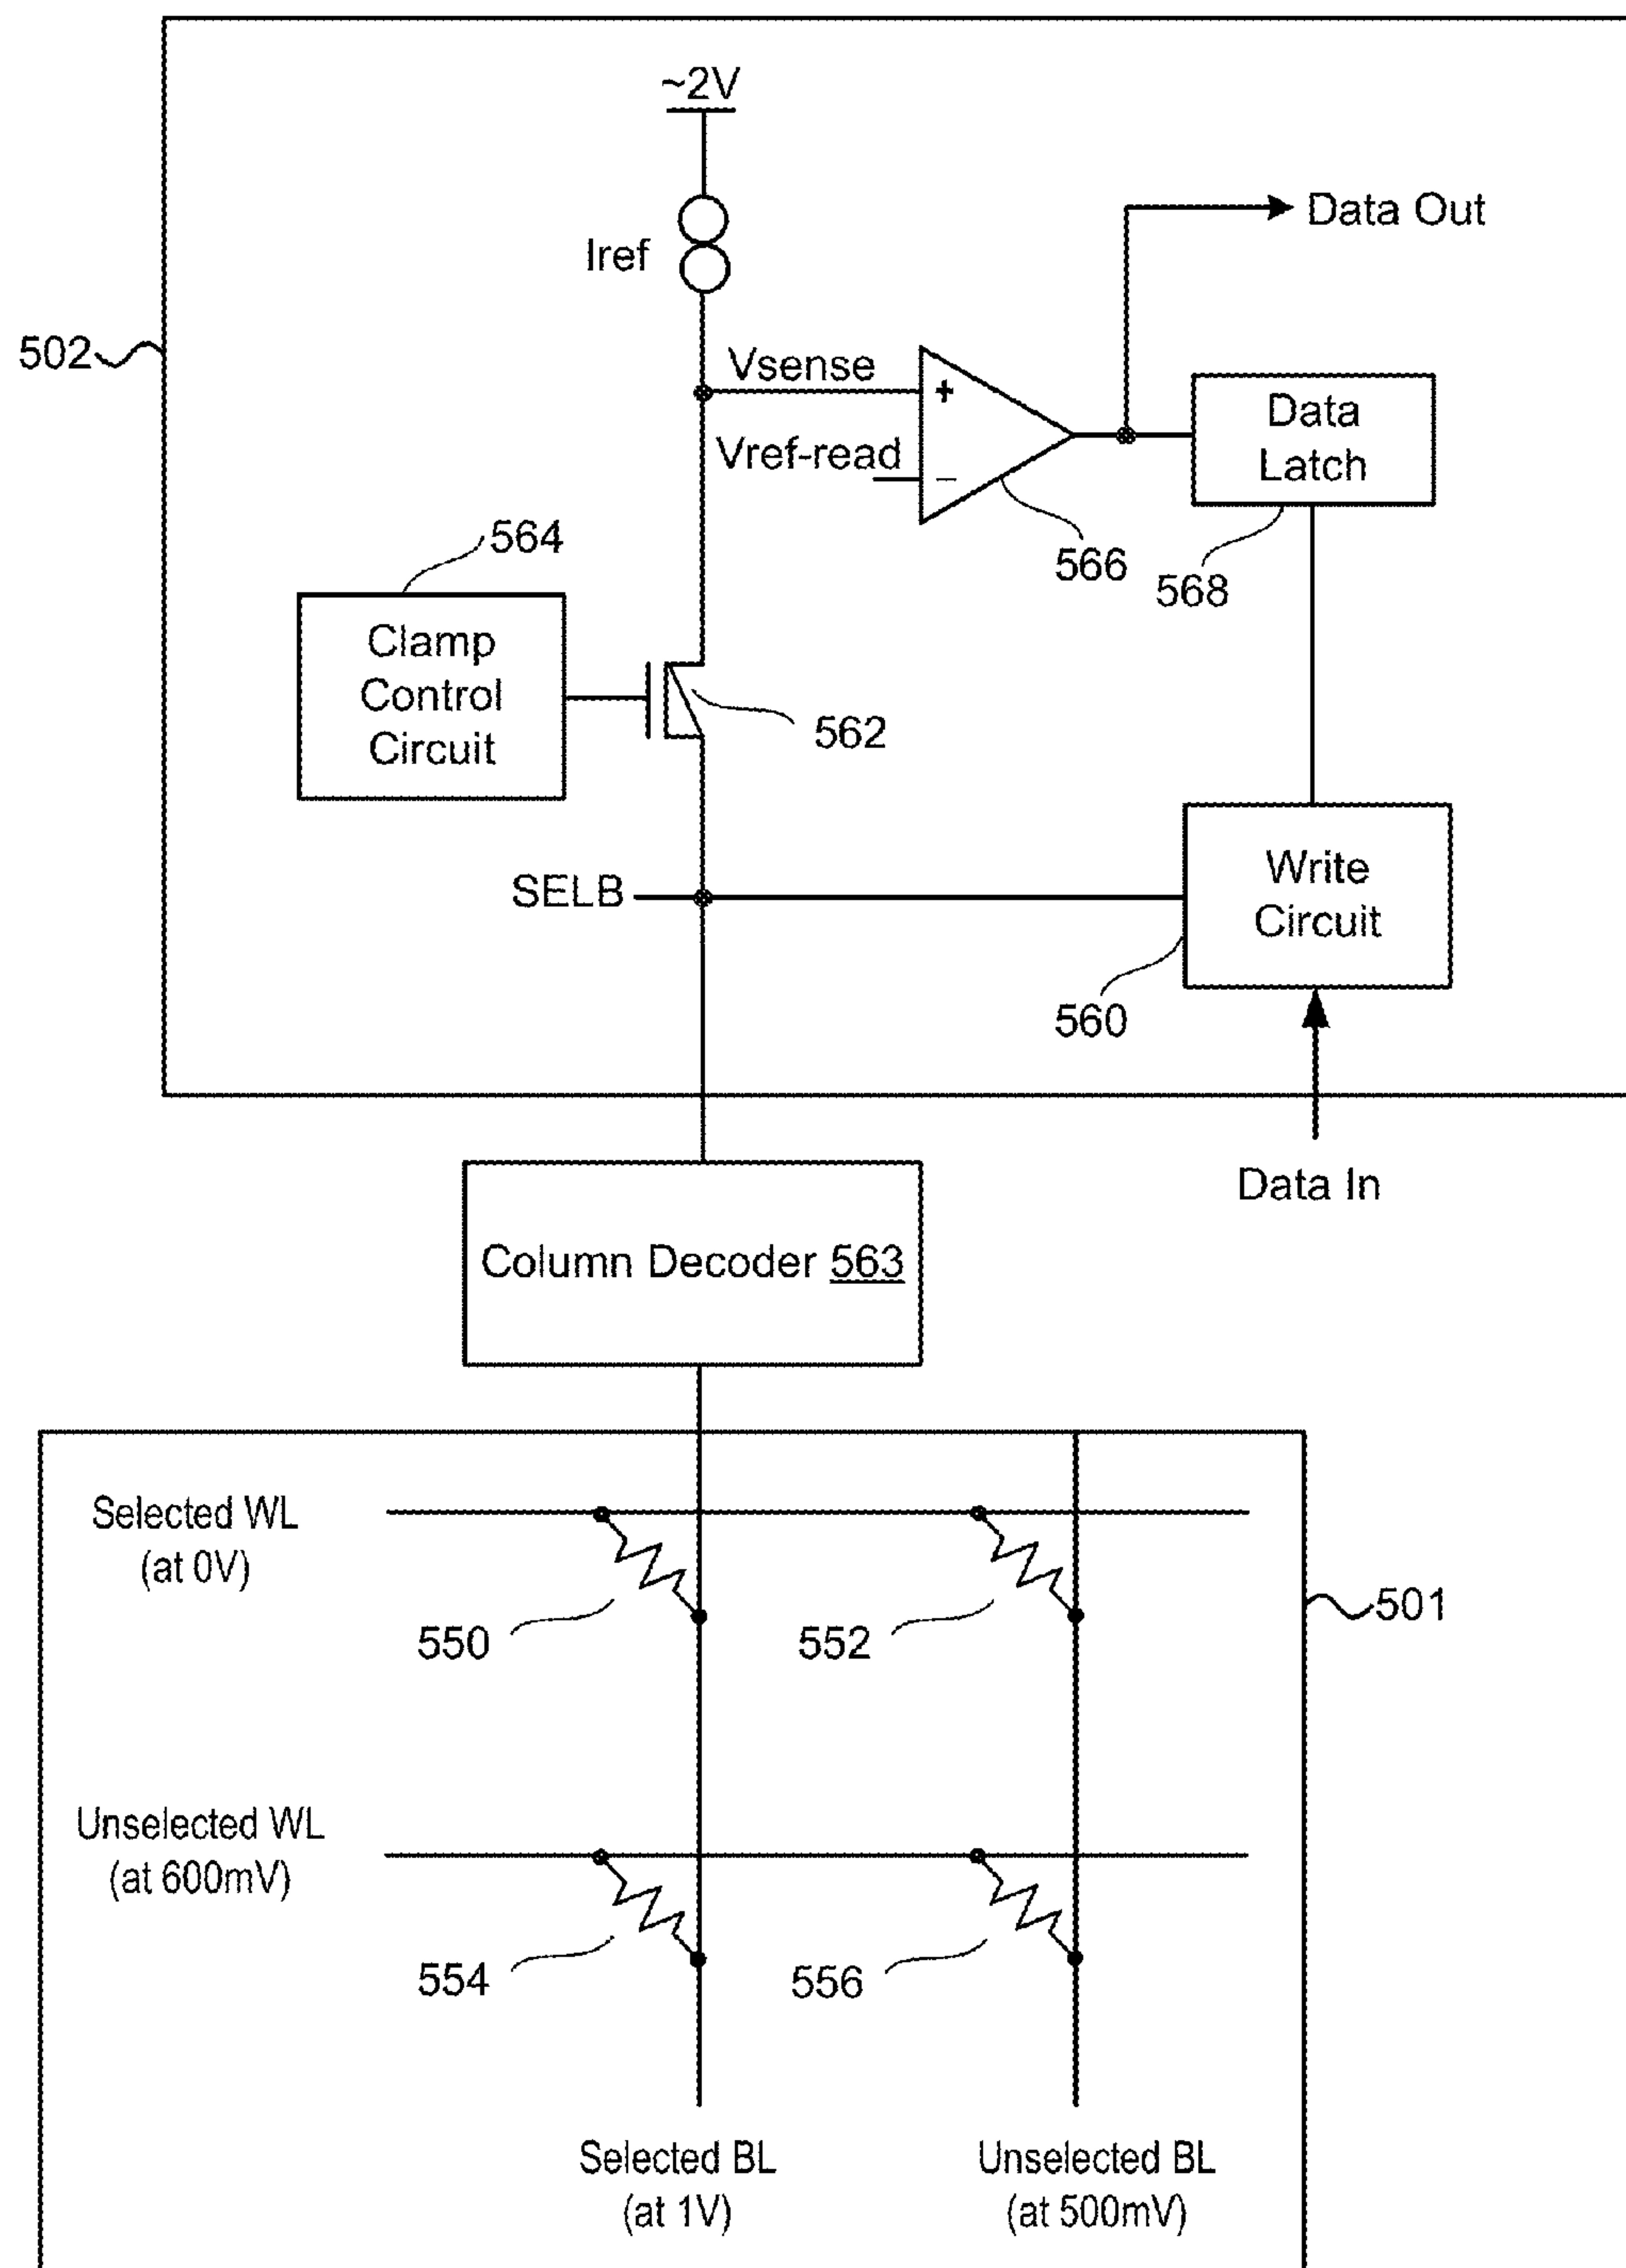 ~2V
Iref
Data Out
502
Vsense
+
Vref-read
−
Data
Latch
566
568
564
Clamp
Control
Circuit
562
SELB
Write
Circuit
560
Data In
Column Decoder 563
Selected WL
(at 0V)
550
552
501
Unselected WL
(at 600mV)
554
556
Selected BL
(at 1V)
Unselected BL
(at 500mV)